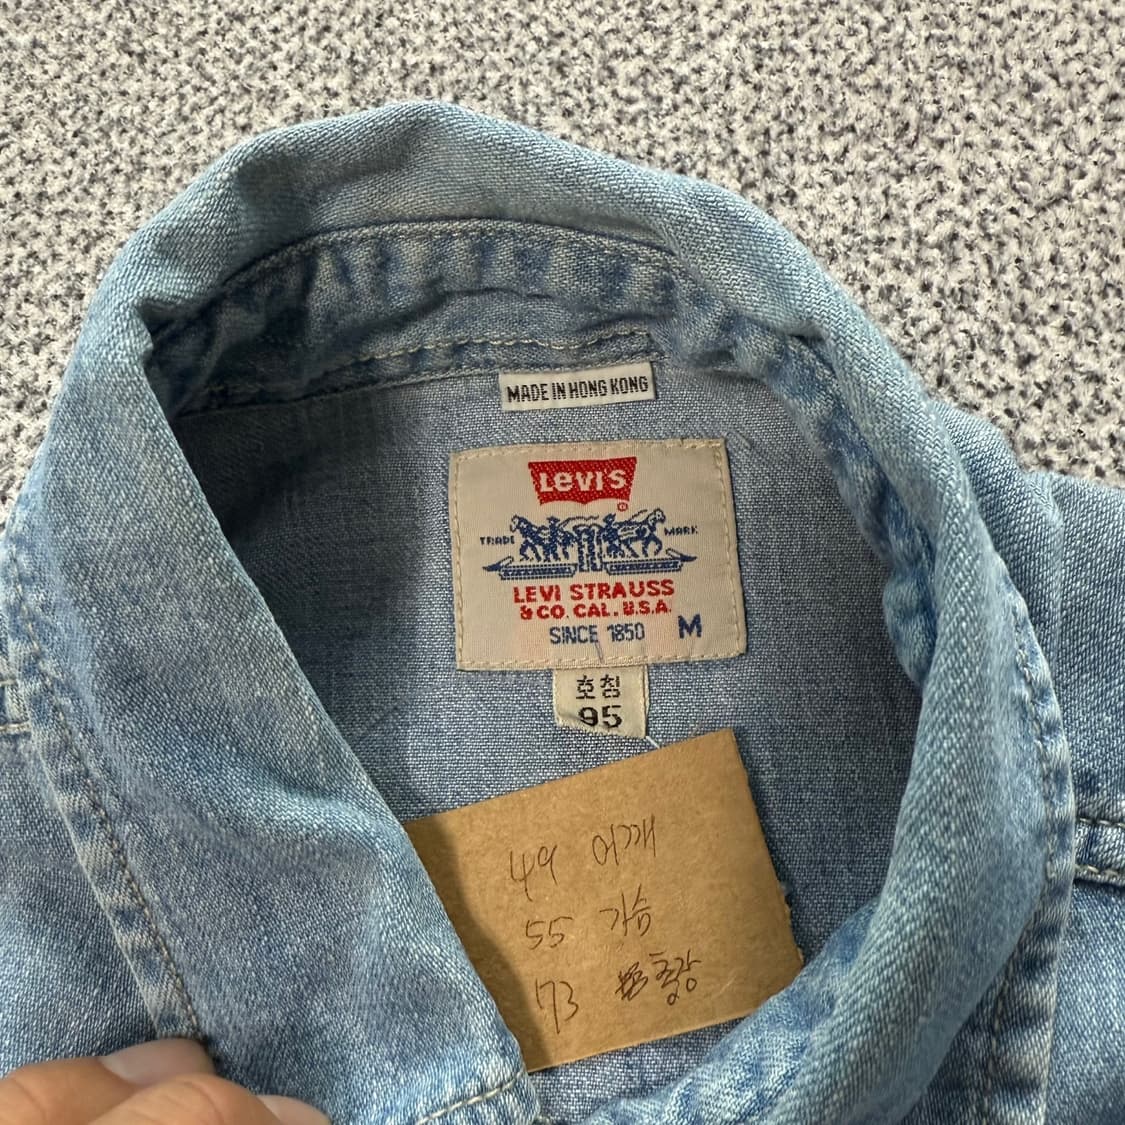 MADE IN HONG KONG
LEVI'S
®
TRADE MARK
LEVI STRAUSS
& CO. CAL. U.S.A.
SINCE 1850 M
호칭
95
49 어깨
55 가슴
73 총장